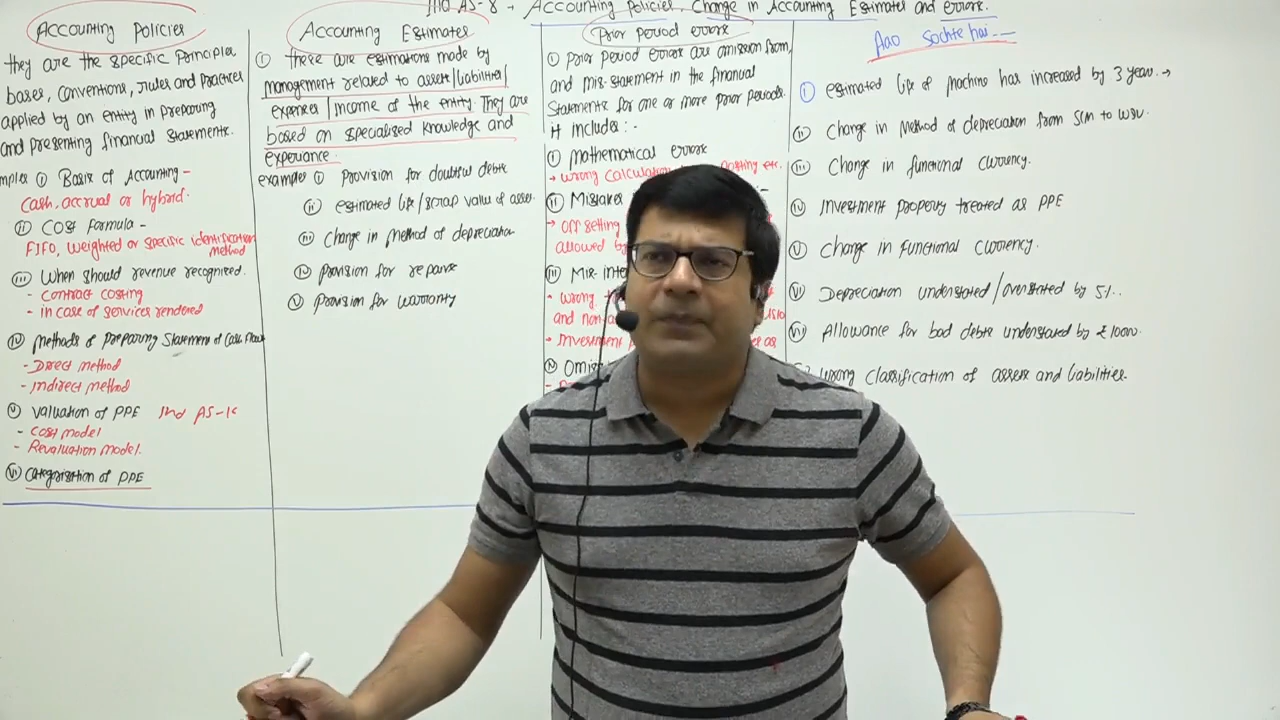 AS-8 → Accounting Policies, Change in Accounting Estimates and errors.
Accounting Policies
they are the specific Principles,
bases, conventions, rules and Practices
applied by an entity in preparing
and presenting financial statements.
① Basis of Accounting -
cash, accrual or hybrid.
ⅱ Cost Formula -
FIFO, weighted or specific identification
method
ⅲ When should revenue recognized.
- Contract costing
- in case of services rendered
ⅳ Methods of Preparing Statement of Cash Flow
- Direct method
- Indirect method
ⅴ valuation of PPE Ind AS-16
- Cost model
- Revaluation model.
ⅵ Categorisation of PPE
Accounting Estimates
① these are estimations made by
management related to assets/liabilities/
expenses/income of the entity. They are
based on specialised knowledge and
experience.
examples ① Provision for doubtful debts
ⅱ estimated life/scrap value of asset.
ⅲ Change in Method of depreciation
ⅳ Provision for repairs
ⅴ Provision for warranty
Prior period errors
① Prior period errors are omission from,
and mis-statement in the financial
Statements for one or more prior periods.
it includes :-
① Mathematical errors
→ wrong calculation posting etc.
ⅱ Mistakes
→ off setting
allowed by
ⅲ
→ wrong
and non-
→ Investment as
ⅳ
Aao Sochte hai...
① estimated life of machine has increased by 3 years. →
ⅱ Change in Method of depreciation from SLM to WDV.
ⅲ Change in functional currency.
ⅳ Investment property treated as PPE
ⅴ Change in Functional Currency.
ⅵ Depreciation understated/overstated by 5%.
ⅶ Allowance for bad debts understated by ₹10000.
wrong classification of assets and liabilities.